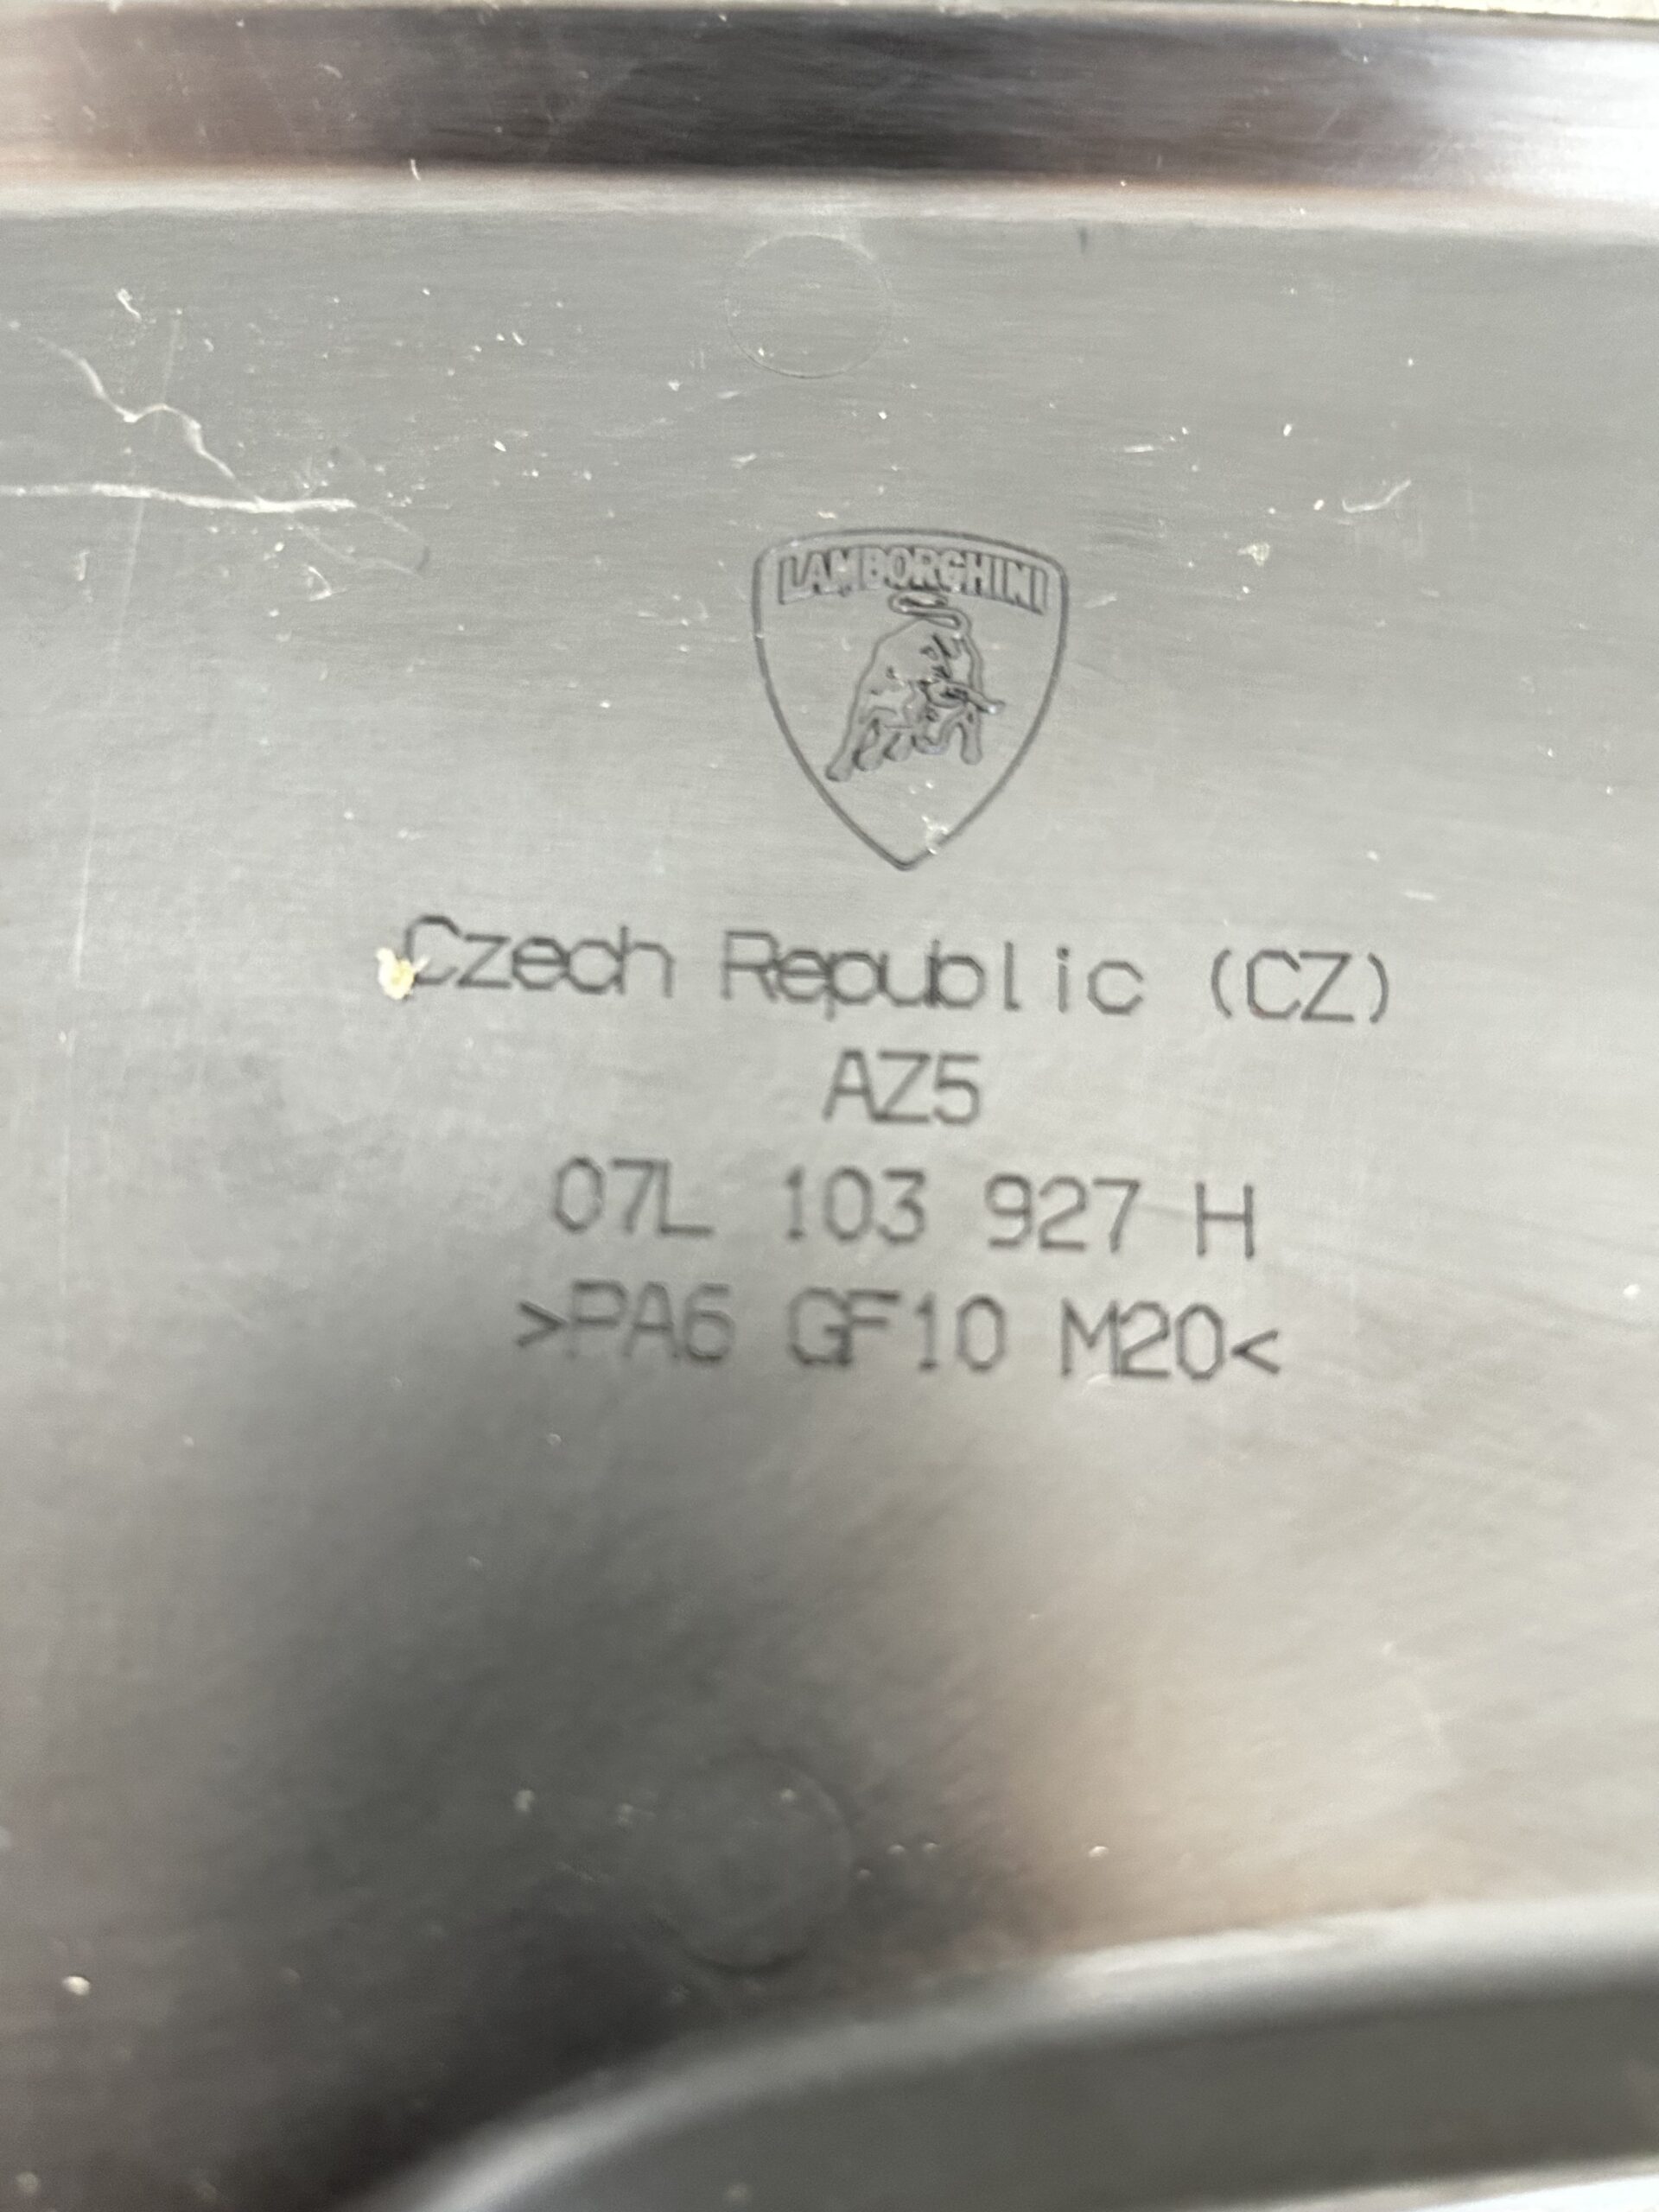 LAMBORGHINI
Czech Republic (CZ)
AZ5
07L 103 927 H
>PA6 GF10 M20<